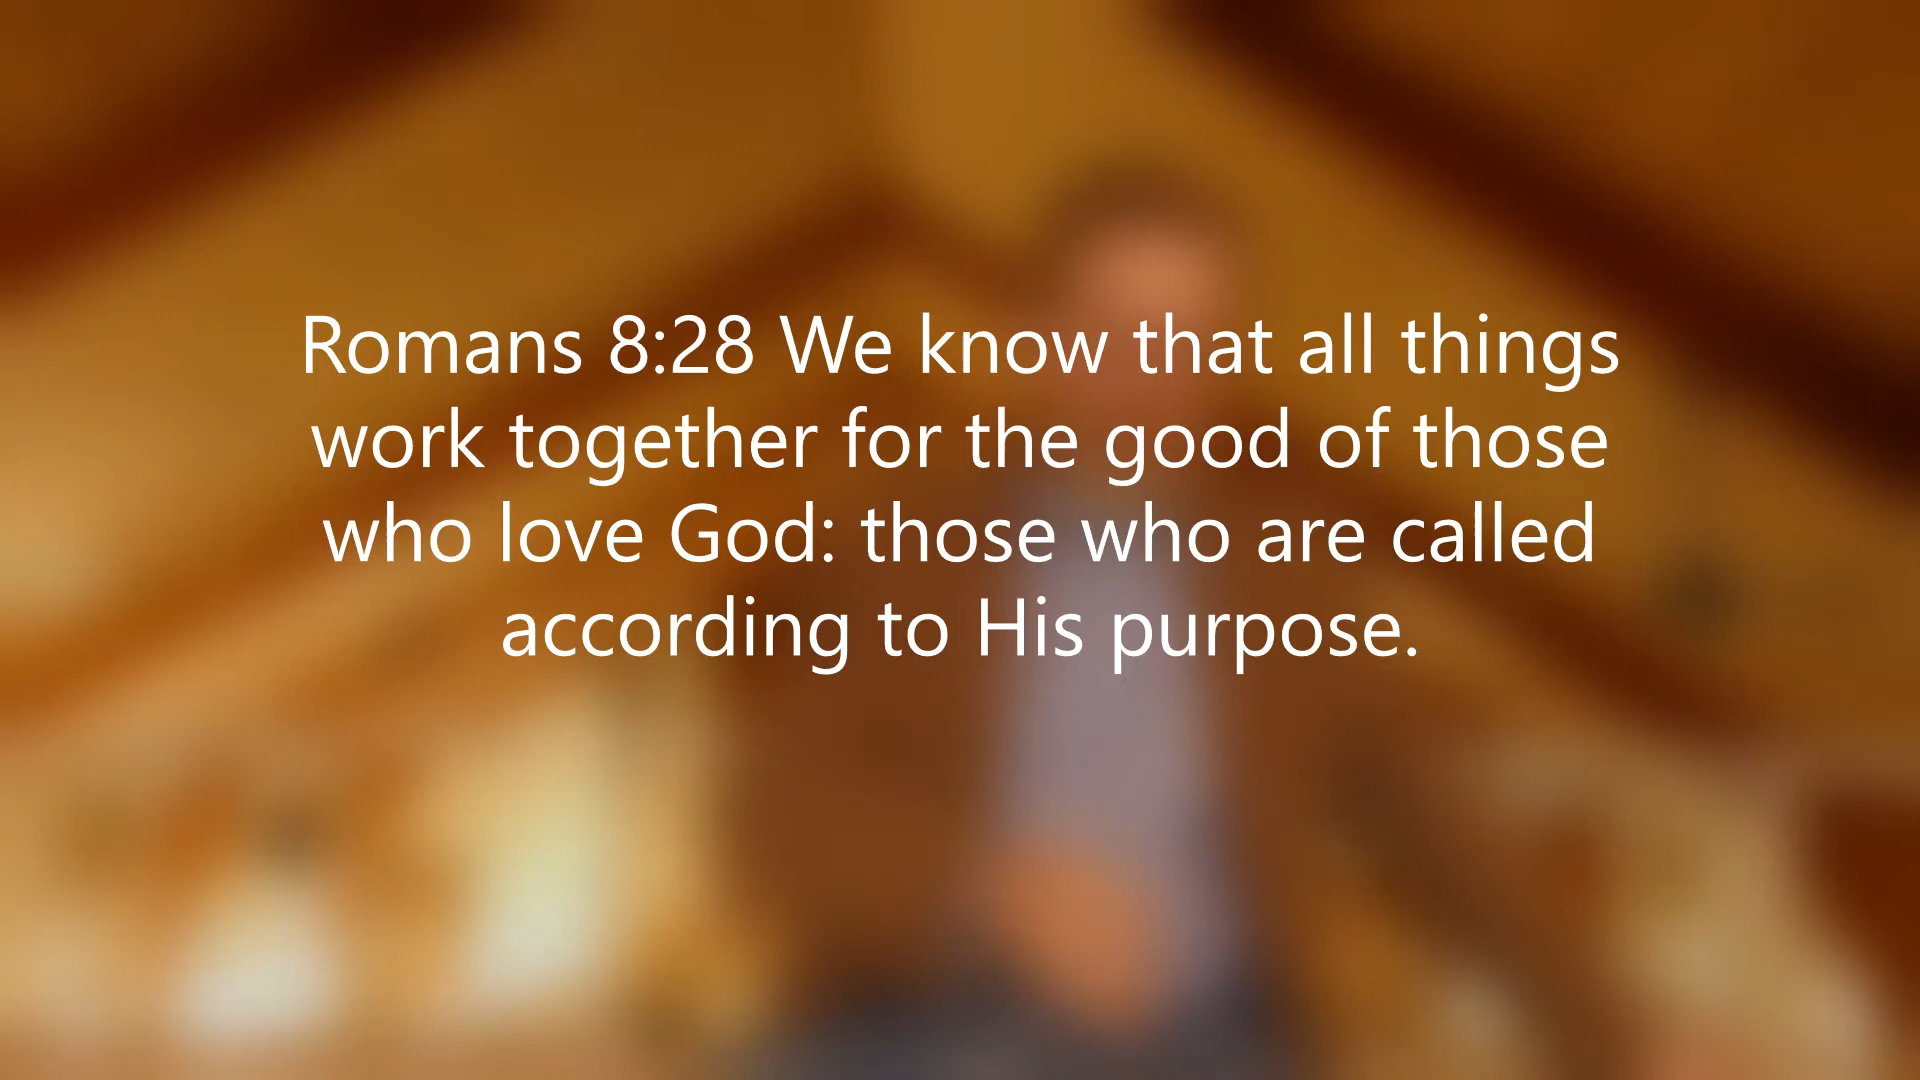 Romans 8:28 We know that all things
work together for the good of those
who love God: those who are called
according to His purpose.